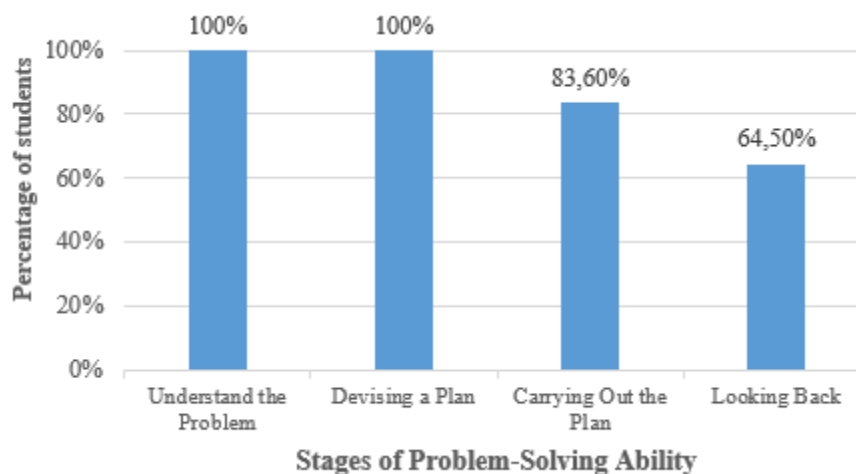 100%
100%
83,60%
64,50%
Percentage of students
100%
80%
60%
40%
20%
0%
Understand the
Problem
Devising a Plan
Carrying Out the
Plan
Looking Back
Stages of Problem-Solving Ability